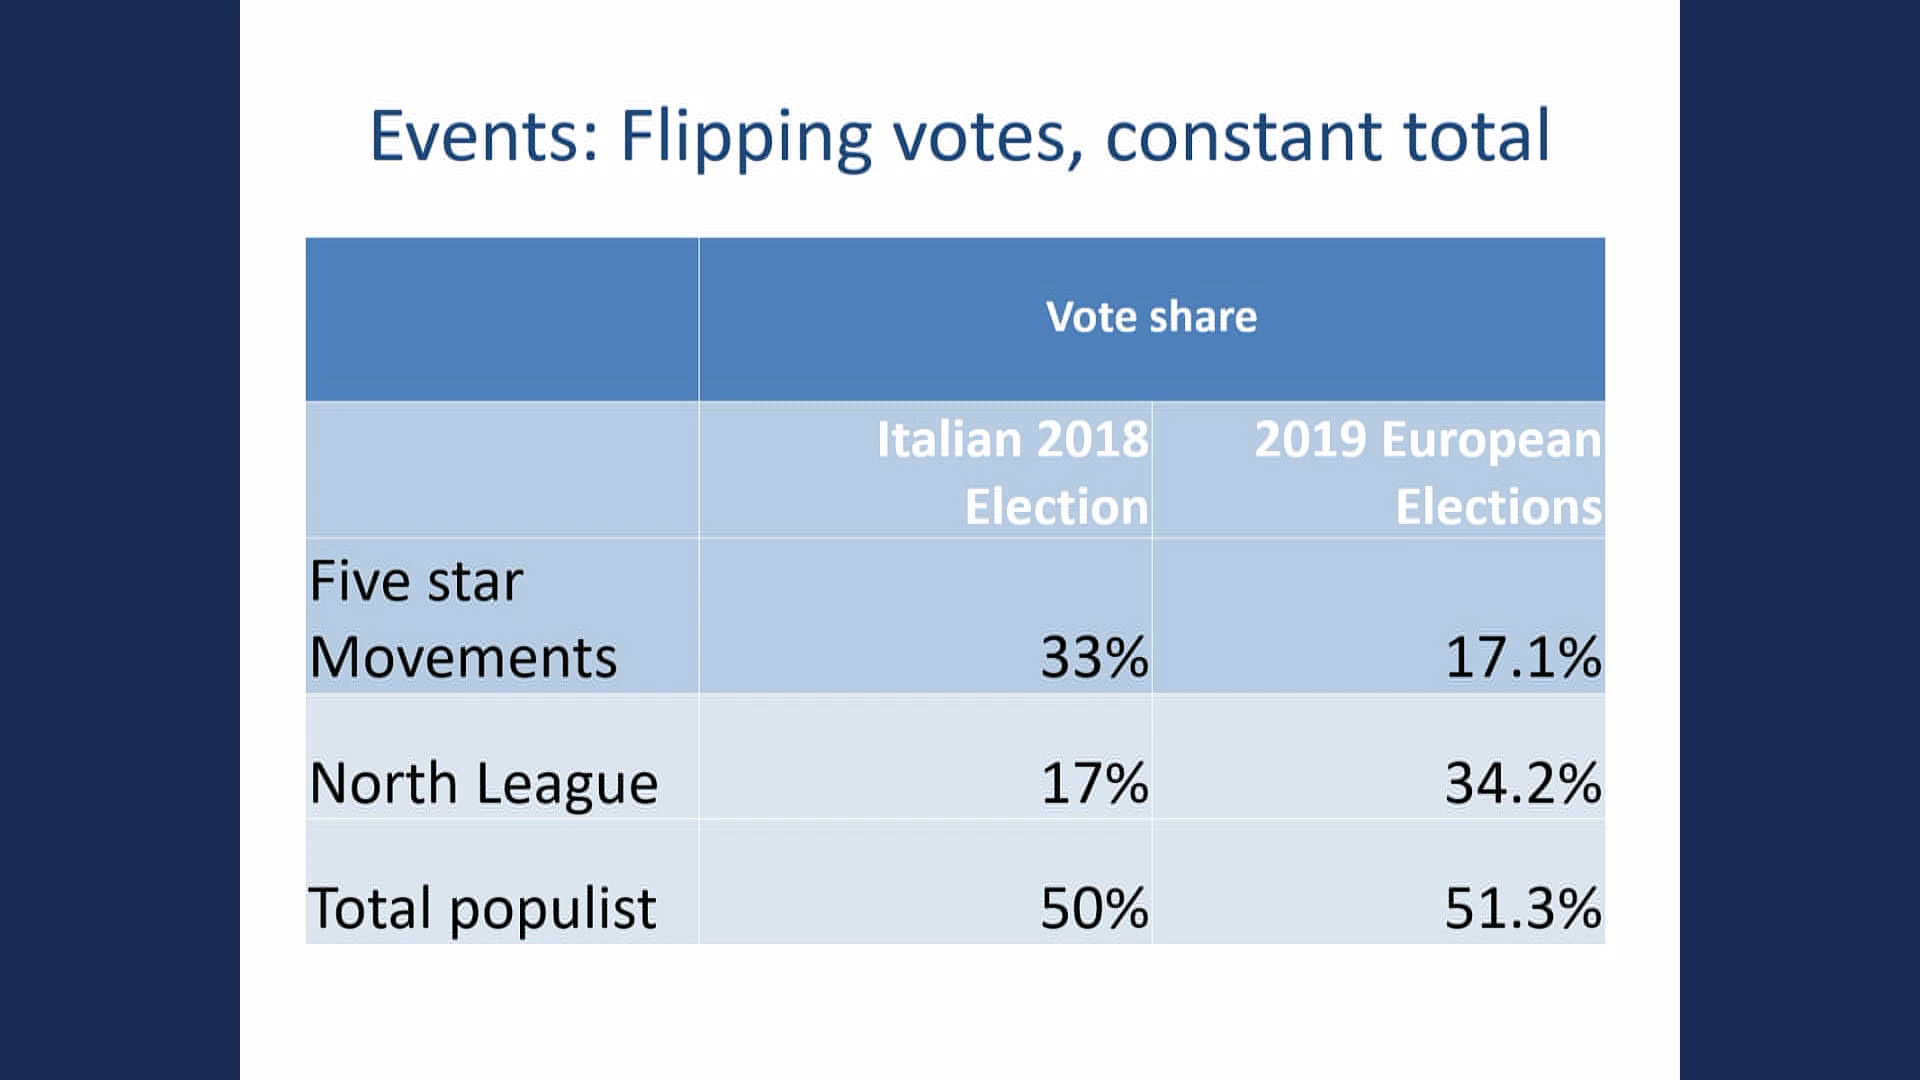 Events: Flipping votes, constant total
Vote share
Italian 2018 Election
2019 European Elections
Five star Movements
33%
17.1%
North League
17%
34.2%
Total populist
50%
51.3%